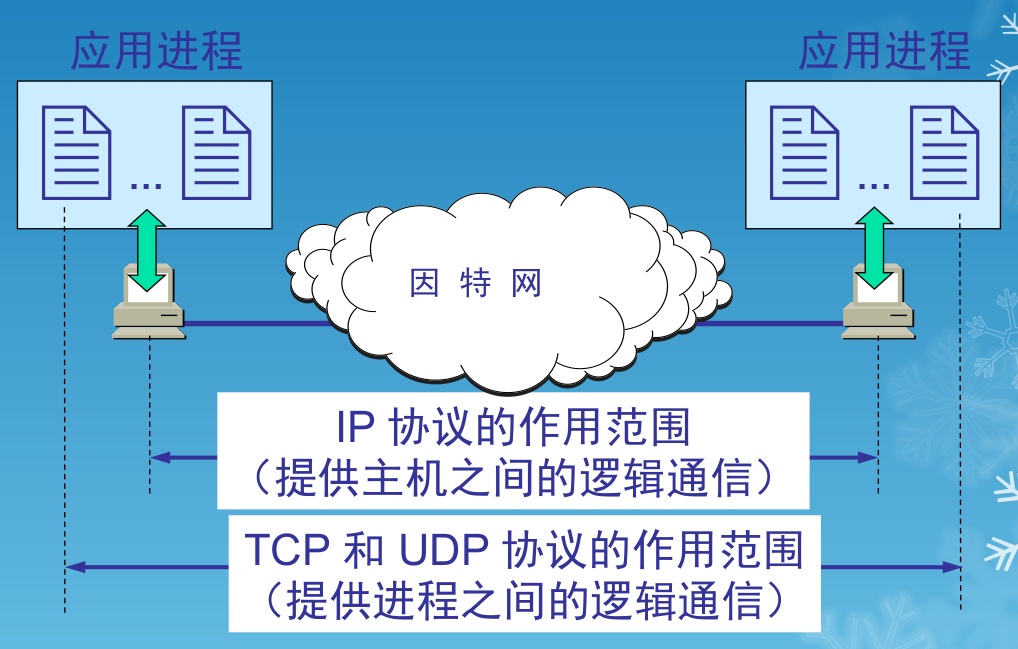 应用进程
应用进程
...
...
...
...
因 特 网
IP 协议的作用范围
（提供主机之间的逻辑通信）
TCP 和 UDP 协议的作用范围
（提供进程之间的逻辑通信）